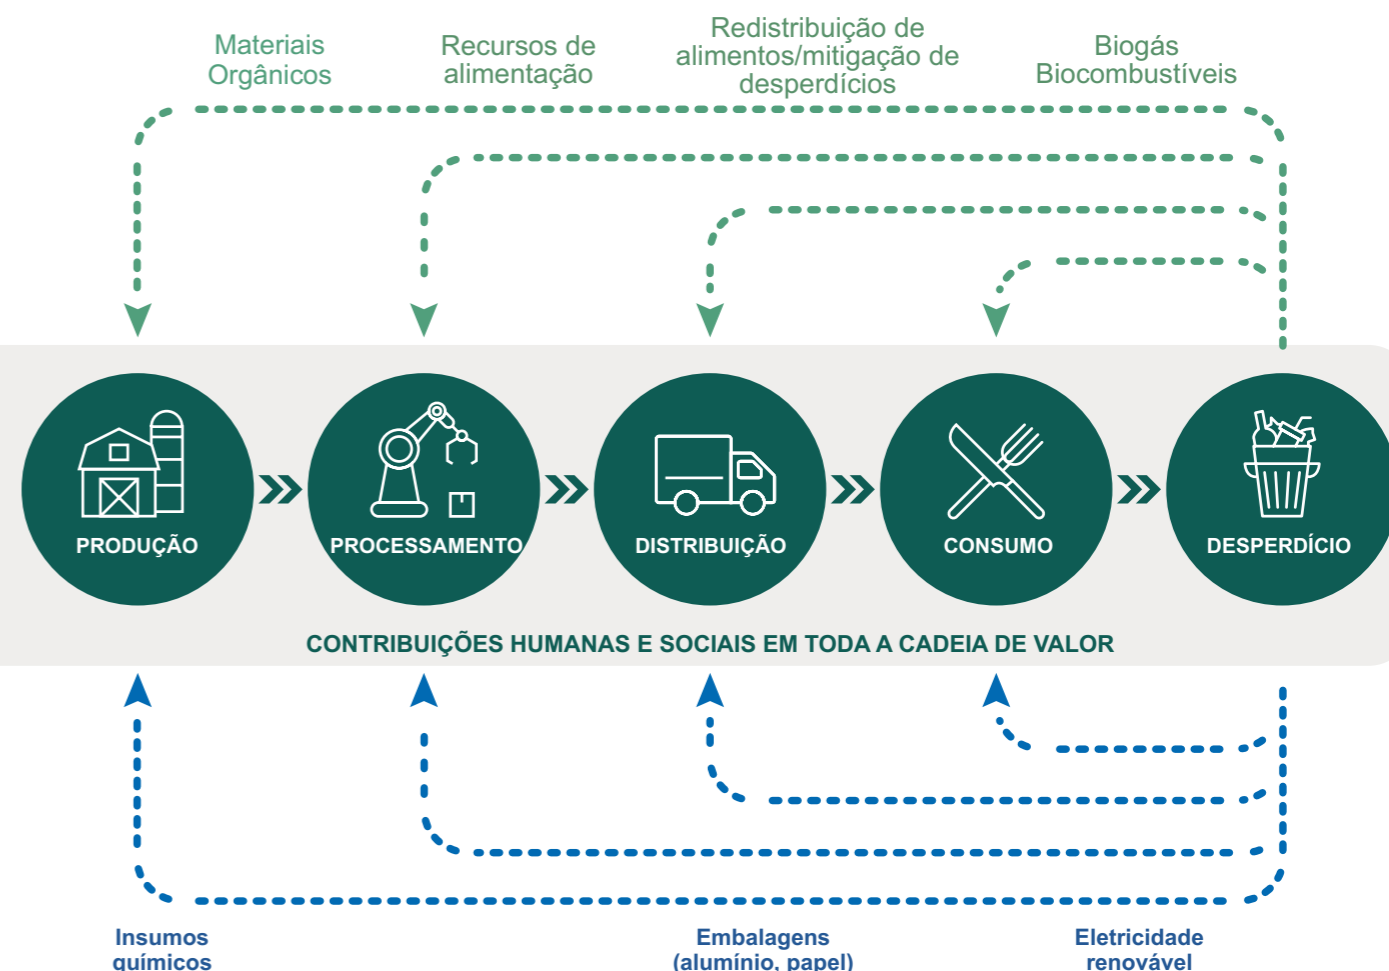 Materiais
Orgânicos
Recursos de
alimentação
Redistribuição de
alimentos/mitigação de
desperdícios
Biogás
Biocombustíveis
PRODUÇÃO
PROCESSAMENTO
DISTRIBUIÇÃO
CONSUMO
DESPERDÍCIO
CONTRIBUIÇÕES HUMANAS E SOCIAIS EM TODA A CADEIA DE VALOR
Insumos
químicos
Embalagens
(alumínio, papel)
Eletricidade
renovável